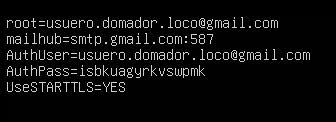 root=usuero.domador.loco@gmail.com
mailhub=smtp.gmail.com:587
AuthUser=usuero.domador.loco@gmail.com
AuthPass=isbkuagyrkvswpmk
UseSTARTTLS=YES